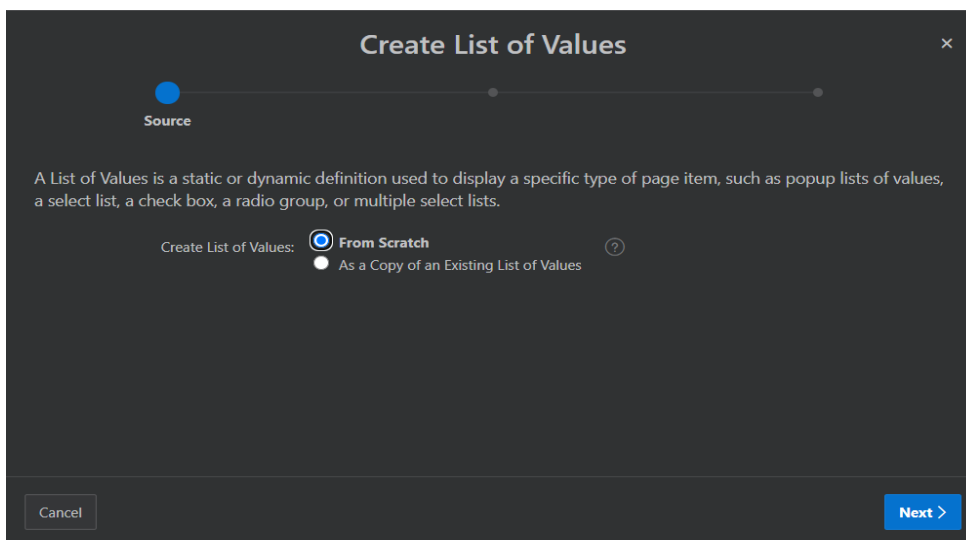 Create List of Values
Source
A List of Values is a static or dynamic definition used to display a specific type of page item, such as popup lists of values,
a select list, a check box, a radio group, or multiple select lists.
Create List of Values: From Scratch
As a Copy of an Existing List of Values
Cancel
Next